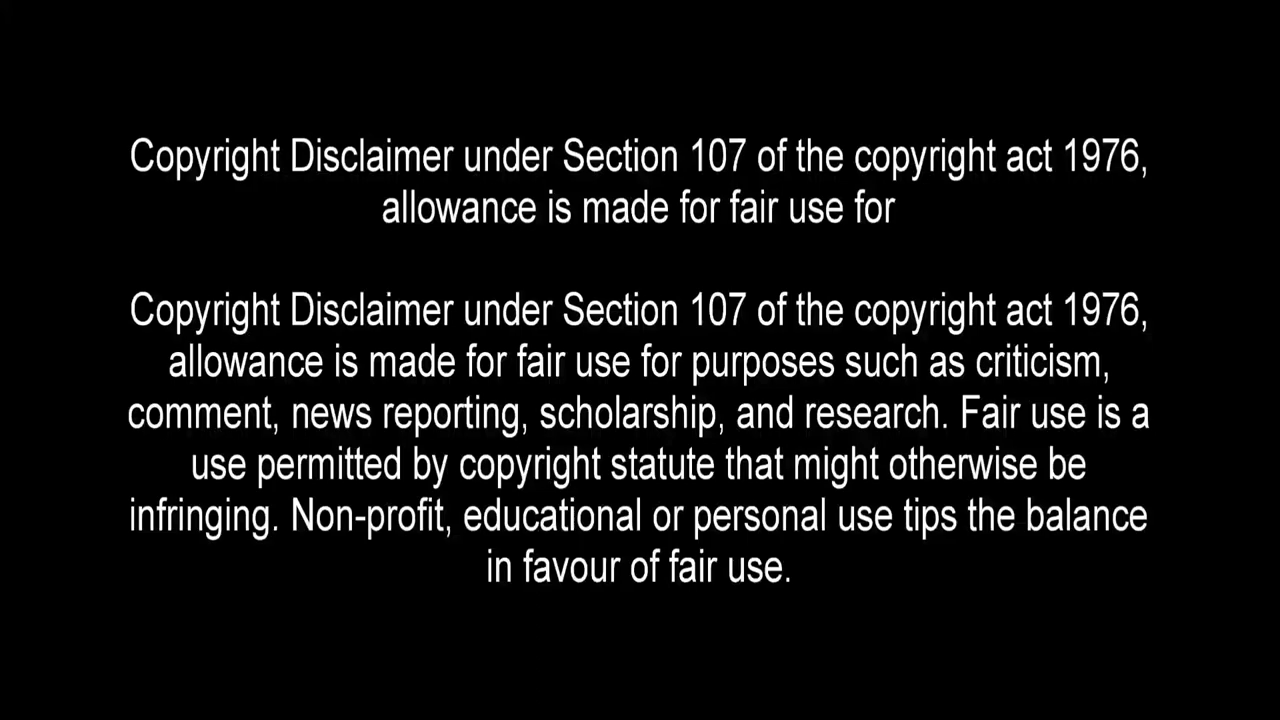 Copyright Disclaimer under Section 107 of the copyright act 1976,
allowance is made for fair use for
Copyright Disclaimer under Section 107 of the copyright act 1976,
allowance is made for fair use for purposes such as criticism,
comment, news reporting, scholarship, and research. Fair use is a
use permitted by copyright statute that might otherwise be
infringing. Non-profit, educational or personal use tips the balance
in favour of fair use.